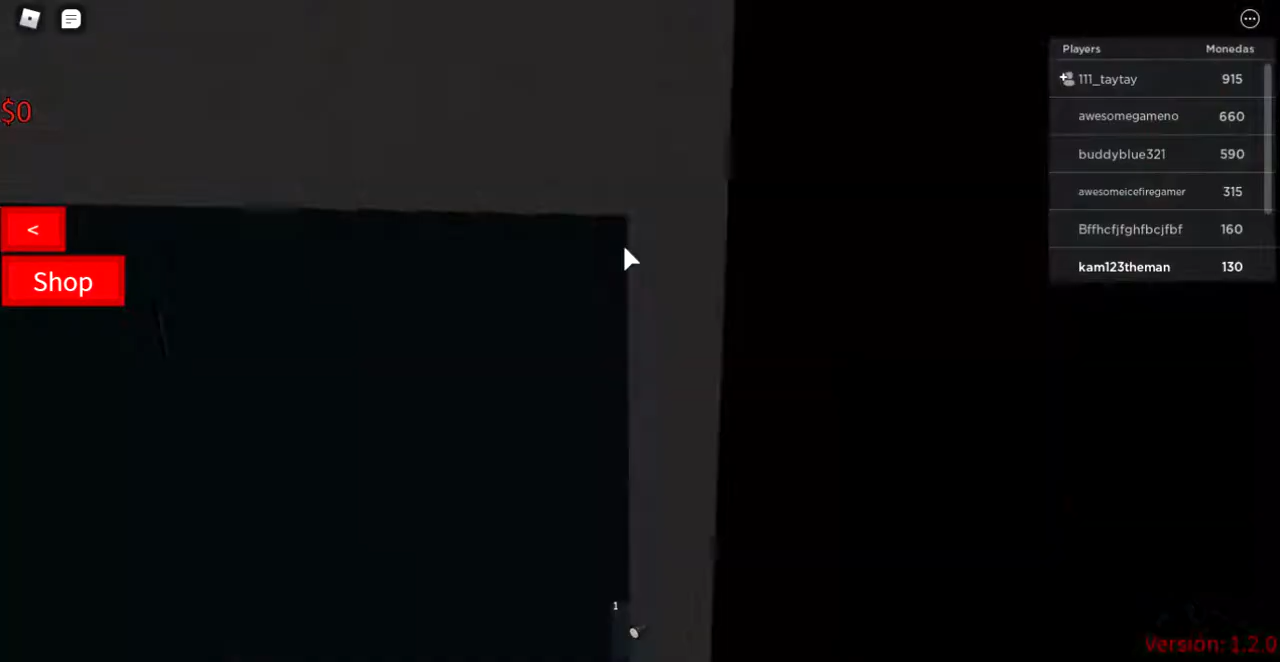 Players Monedas
111_taytay 915
$0
awesomegameno 660
buddyblue321 590
awesomeicefiregamer 315
<
Bffhcfjfghfbcjfbf 160
Shop
kam123theman 130
1
Versión: 1.2.0